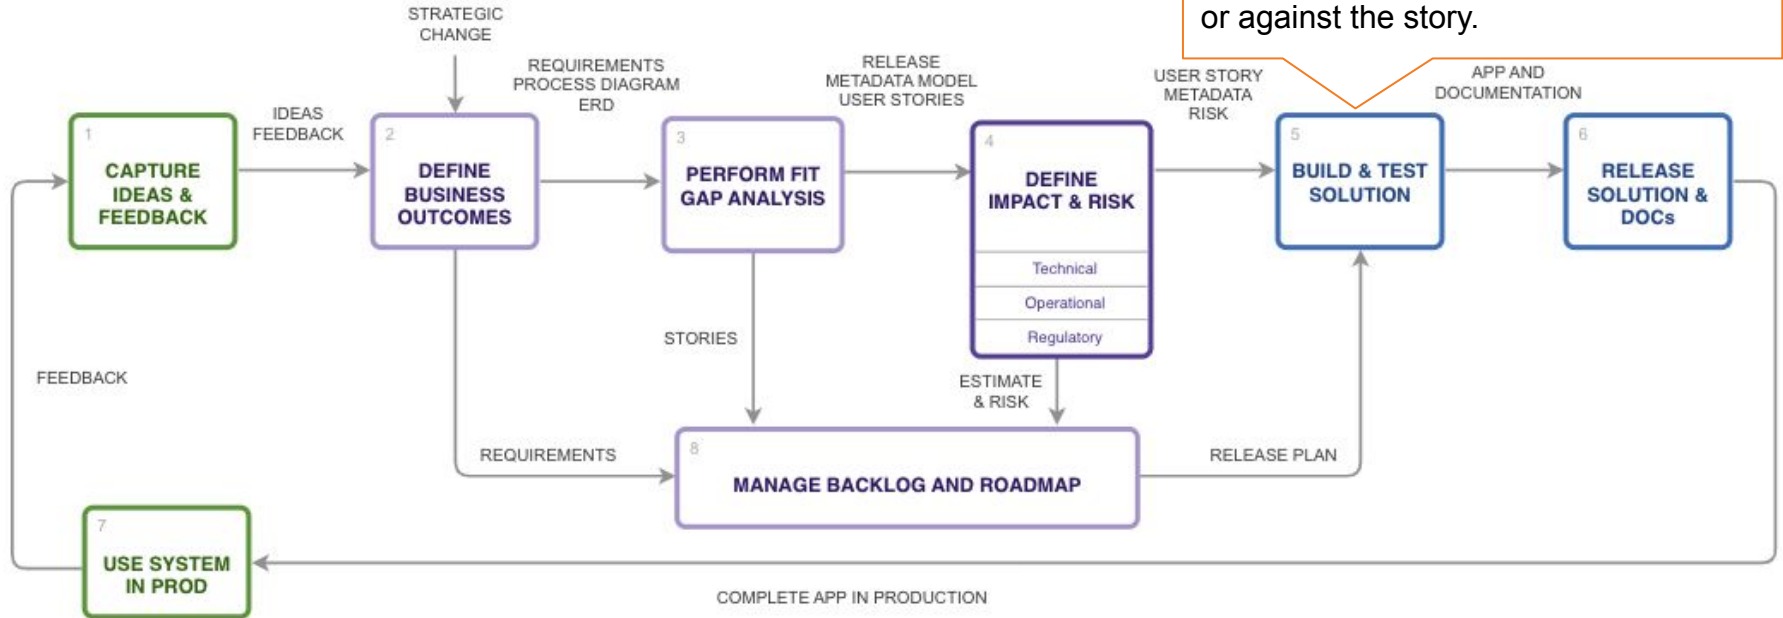 or against the story.
STRATEGIC
CHANGE
IDEAS
FEEDBACK
REQUIREMENTS
PROCESS DIAGRAM
ERD
RELEASE
METADATA MODEL
USER STORIES
USER STORY
METADATA
RISK
APP AND
DOCUMENTATION
1
CAPTURE
IDEAS &
FEEDBACK
2
DEFINE
BUSINESS
OUTCOMES
3
PERFORM FIT
GAP ANALYSIS
4
DEFINE
IMPACT & RISK
Technical
Operational
Regulatory
5
BUILD & TEST
SOLUTION
6
RELEASE
SOLUTION &
DOCs
FEEDBACK
STORIES
ESTIMATE
& RISK
REQUIREMENTS
8
MANAGE BACKLOG AND ROADMAP
RELEASE PLAN
7
USE SYSTEM
IN PROD
COMPLETE APP IN PRODUCTION